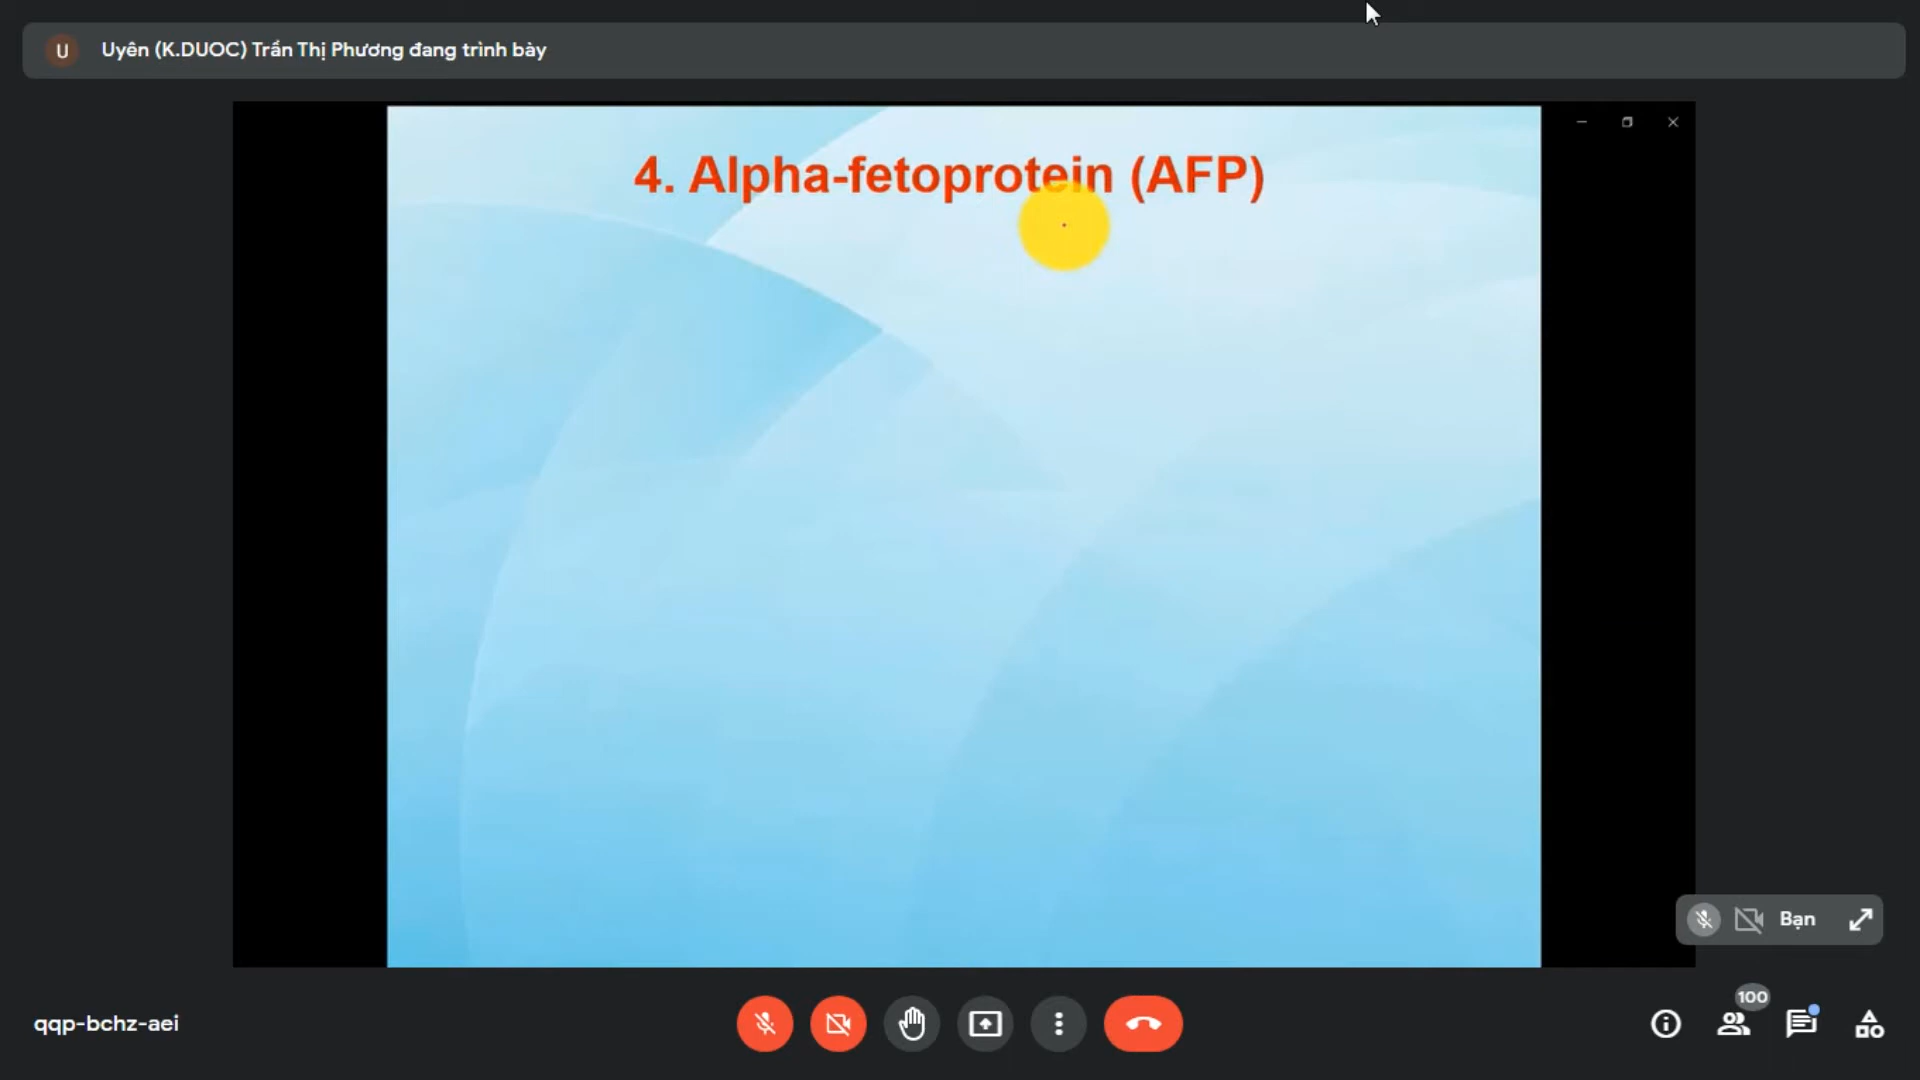 U
Uyên (K.DUOC) Trần Thị Phương đang trình bày
4. Alpha-fetoprotein (AFP)
Bạn
100
qqp-bchz-aei